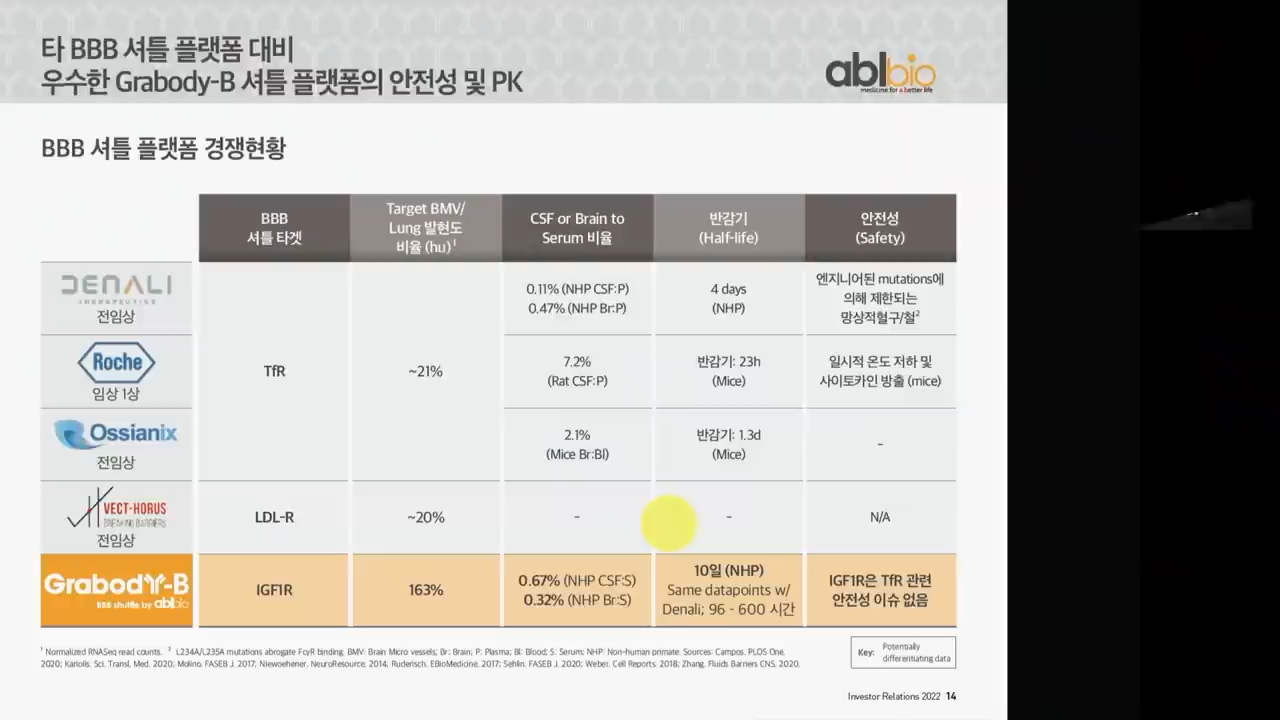 타 BBB 셔틀 플랫폼 대비
우수한 Grabody-B 셔틀 플랫폼의 안전성 및 PK
ablbio
medicine for a better life
BBB 셔틀 플랫폼 경쟁현황
BBB
셔틀 타겟
Target BMV/
Lung 발현도
비율 (hu)¹
CSF or Brain to
Serum 비율
반감기
(Half-life)
안전성
(Safety)
DENALI
THERAPEUTICS
전임상
TfR
~21%
0.11% (NHP CSF:P)
0.47% (NHP Br:P)
4 days
(NHP)
엔지니어된 mutations에
의해 제한되는
망상적혈구/철²
Roche
임상 1상
7.2%
(Rat CSF:P)
반감기: 23h
(Mice)
일시적 온도 저하 및
사이토카인 방출 (mice)
Ossianix
전임상
2.1%
(Mice Br:Bl)
반감기: 1.3d
(Mice)
-
VECT-HORUS
BREAKING BARRIERS
전임상
LDL-R
~20%
-
-
N/A
Grabody-B
BBB shuttle by ablbio
IGF1R
163%
0.67% (NHP CSF:S)
0.32% (NHP Br:S)
10일 (NHP)
Same datapoints w/
Denali; 96 - 600 시간
IGF1R은 TfR 관련
안전성 이슈 없음
¹ Normalized RNASeq read counts. ² L234A/L235A mutations abrogate FcγR binding. BMV: Brain Micro vessels; Br: Brain; P: Plasma; Bl: Blood; S: Serum; NHP: Non-human primate. Sources: Campos. PLOS One.
2020; Kariolis. Sci. Transl. Med. 2020; Molino. FASEB J. 2017; Niewoehener. NeuroResource. 2014; Ruderisch. EBioMedicine, 2017; Sehlin. FASEB J. 2020; Weber. Cell Reports. 2018; Zhang. Fluids Barriers CNS, 2020.
Key: Potentially
differentiating data
Investor Relations 2022 14